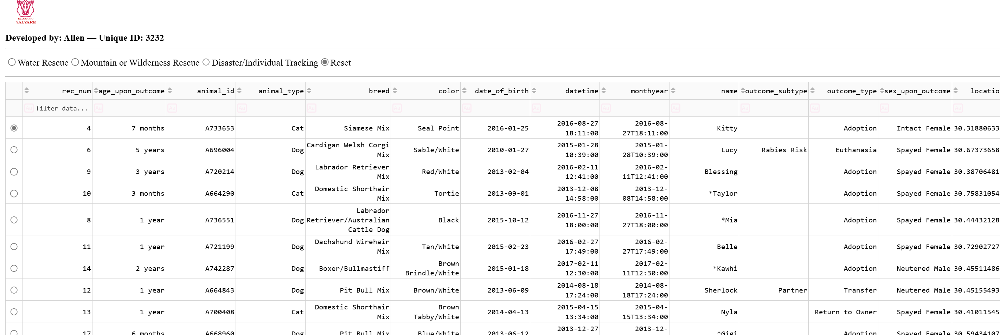 GRAZIOSO
SALVARE
Developed by: Allen — Unique ID: 3232
Water Rescue Mountain or Wilderness Rescue Disaster/Individual Tracking Reset
rec_num age_upon_outcome animal_id animal_type breed color date_of_birth datetime monthyear name outcome_subtype outcome_type sex_upon_outcome locatio
Aa filter data... Aa Aa Aa Aa Aa Aa Aa Aa Aa Aa Aa Aa Aa
4 7 months A733653 Cat Siamese Mix Seal Point 2016-01-25 2016-08-27 18:11:00 2016-08-27T18:11:00 Kitty Adoption Intact Female 30.31880633
6 5 years A696004 Dog Cardigan Welsh Corgi Mix Sable/White 2010-01-27 2015-01-28 10:39:00 2015-01-28T10:39:00 Lucy Rabies Risk Euthanasia Spayed Female 30.67373658
9 3 years A720214 Dog Labrador Retriever Mix Red/White 2013-02-04 2016-02-11 12:41:00 2016-02-11T12:41:00 Blessing Adoption Spayed Female 30.38706481
10 3 months A664290 Cat Domestic Shorthair Mix Tortie 2013-09-01 2013-12-08 14:58:00 2013-12-08T14:58:00 *Taylor Adoption Spayed Female 30.75831054
8 1 year A736551 Dog Labrador Retriever/Australian Cattle Dog Black 2015-10-12 2016-11-27 18:00:00 2016-11-27T18:00:00 *Mia Adoption Spayed Female 30.44432128
11 1 year A721199 Dog Dachshund Wirehair Mix Tan/White 2015-02-23 2016-02-27 17:49:00 2016-02-27T17:49:00 Belle Adoption Spayed Female 30.72902727
14 2 years A742287 Dog Boxer/Bullmastiff Brown Brindle/White 2015-01-18 2017-02-11 12:30:00 2017-02-11T12:30:00 *Kawhi Adoption Neutered Male 30.45511486
12 1 year A664843 Dog Pit Bull Mix Brown/White 2013-06-09 2014-08-18 17:24:00 2014-08-18T17:24:00 Sherlock Partner Transfer Neutered Male 30.45155493
13 1 year A700408 Cat Domestic Shorthair Mix Brown Tabby/White 2014-04-13 2015-04-15 13:34:00 2015-04-15T13:34:00 Nyla Return to Owner Spayed Female 30.41011545
17 6 months A668960 Dog Pit Bull Mix Blue/White 2013-06-12 2013-12-27 2013-12- *Gigi Adoption Spayed Female 30.59434107